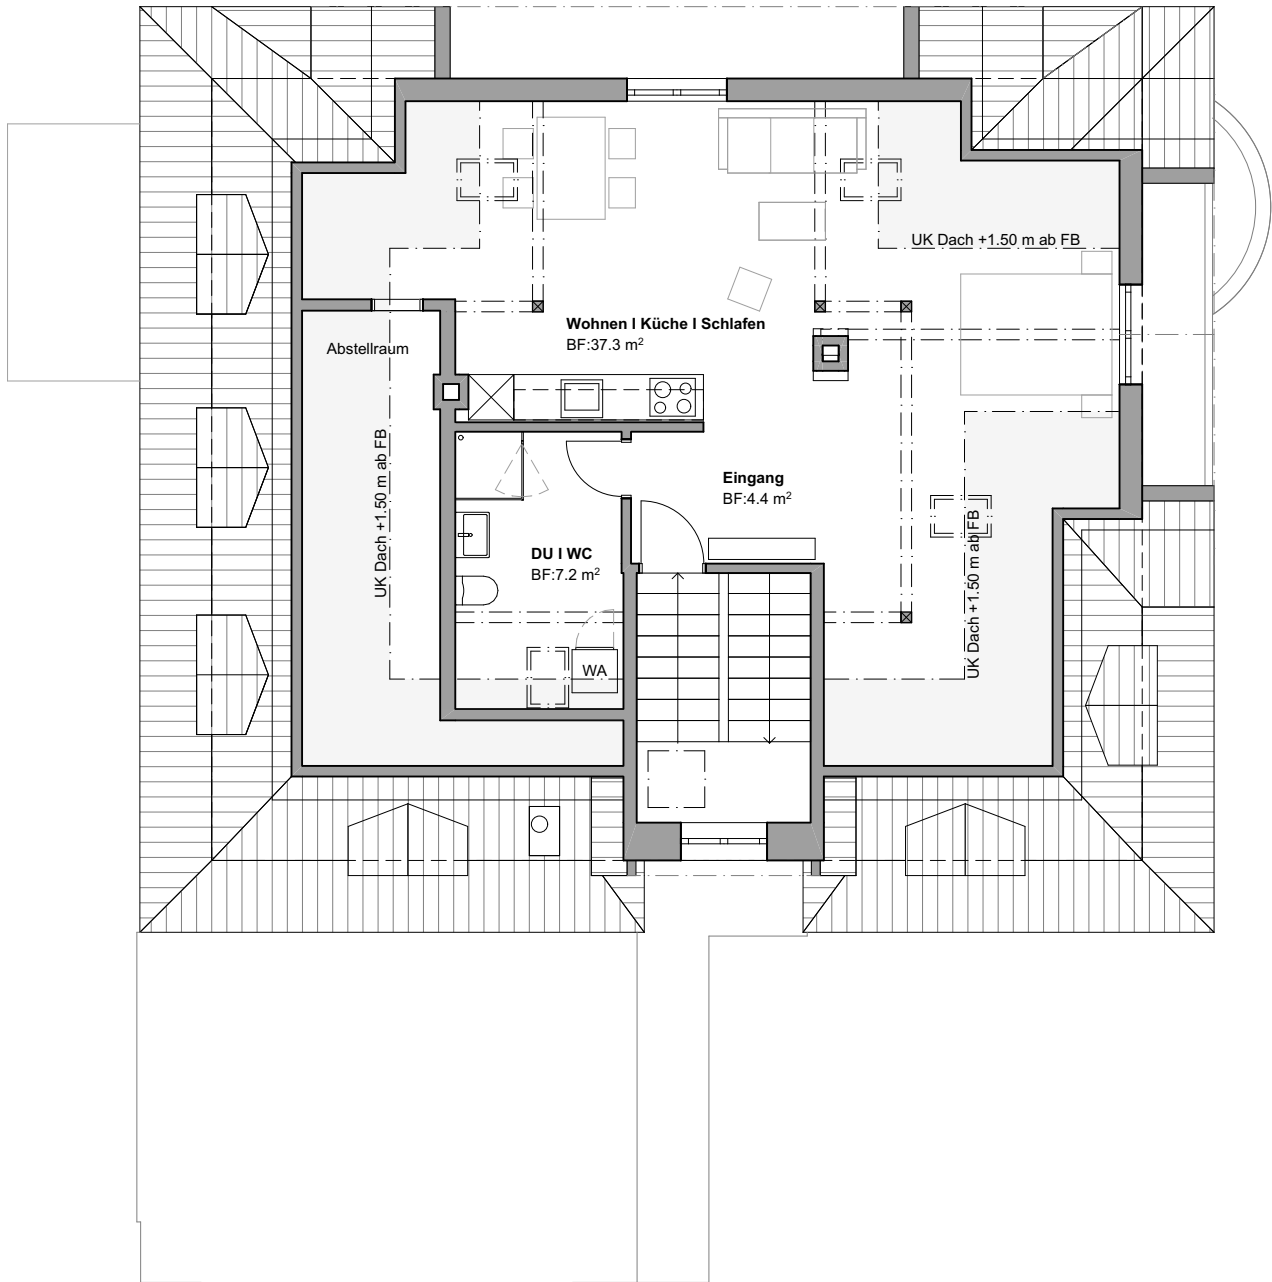 UK Dach +1.50 m ab FB
Wohnen I Küche I Schlafen
BF:37.3 m²
Abstellraum
UK Dach +1.50 m ab FB
Eingang
BF:4.4 m²
DU I WC
BF:7.2 m²
UK Dach +1.50 m ab FB
WA